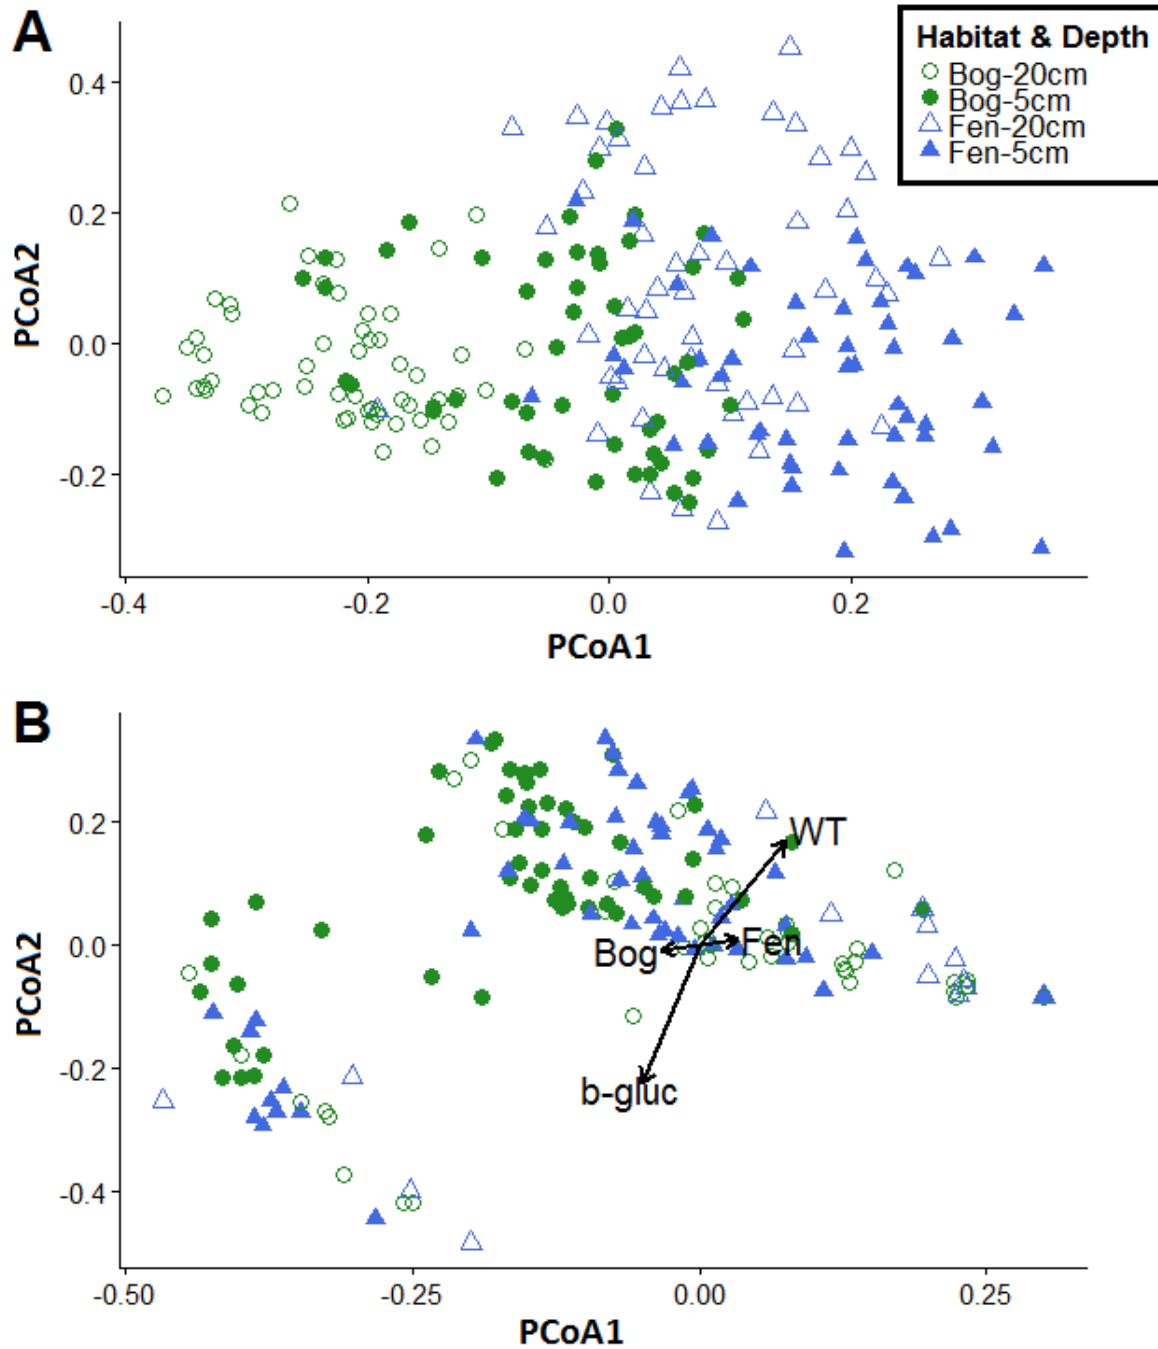 A
Habitat & Depth
Bog-20cm
Bog-5cm
Fen-20cm
Fen-5cm
0.4
0.2
0.0
-0.2
PCoA2
-0.4
-0.2
0.0
0.2
PCoA1
B
0.2
0.0
-0.2
-0.4
PCoA2
WT
Bog
Fen
b-gluc
-0.50
-0.25
0.00
0.25
PCoA1